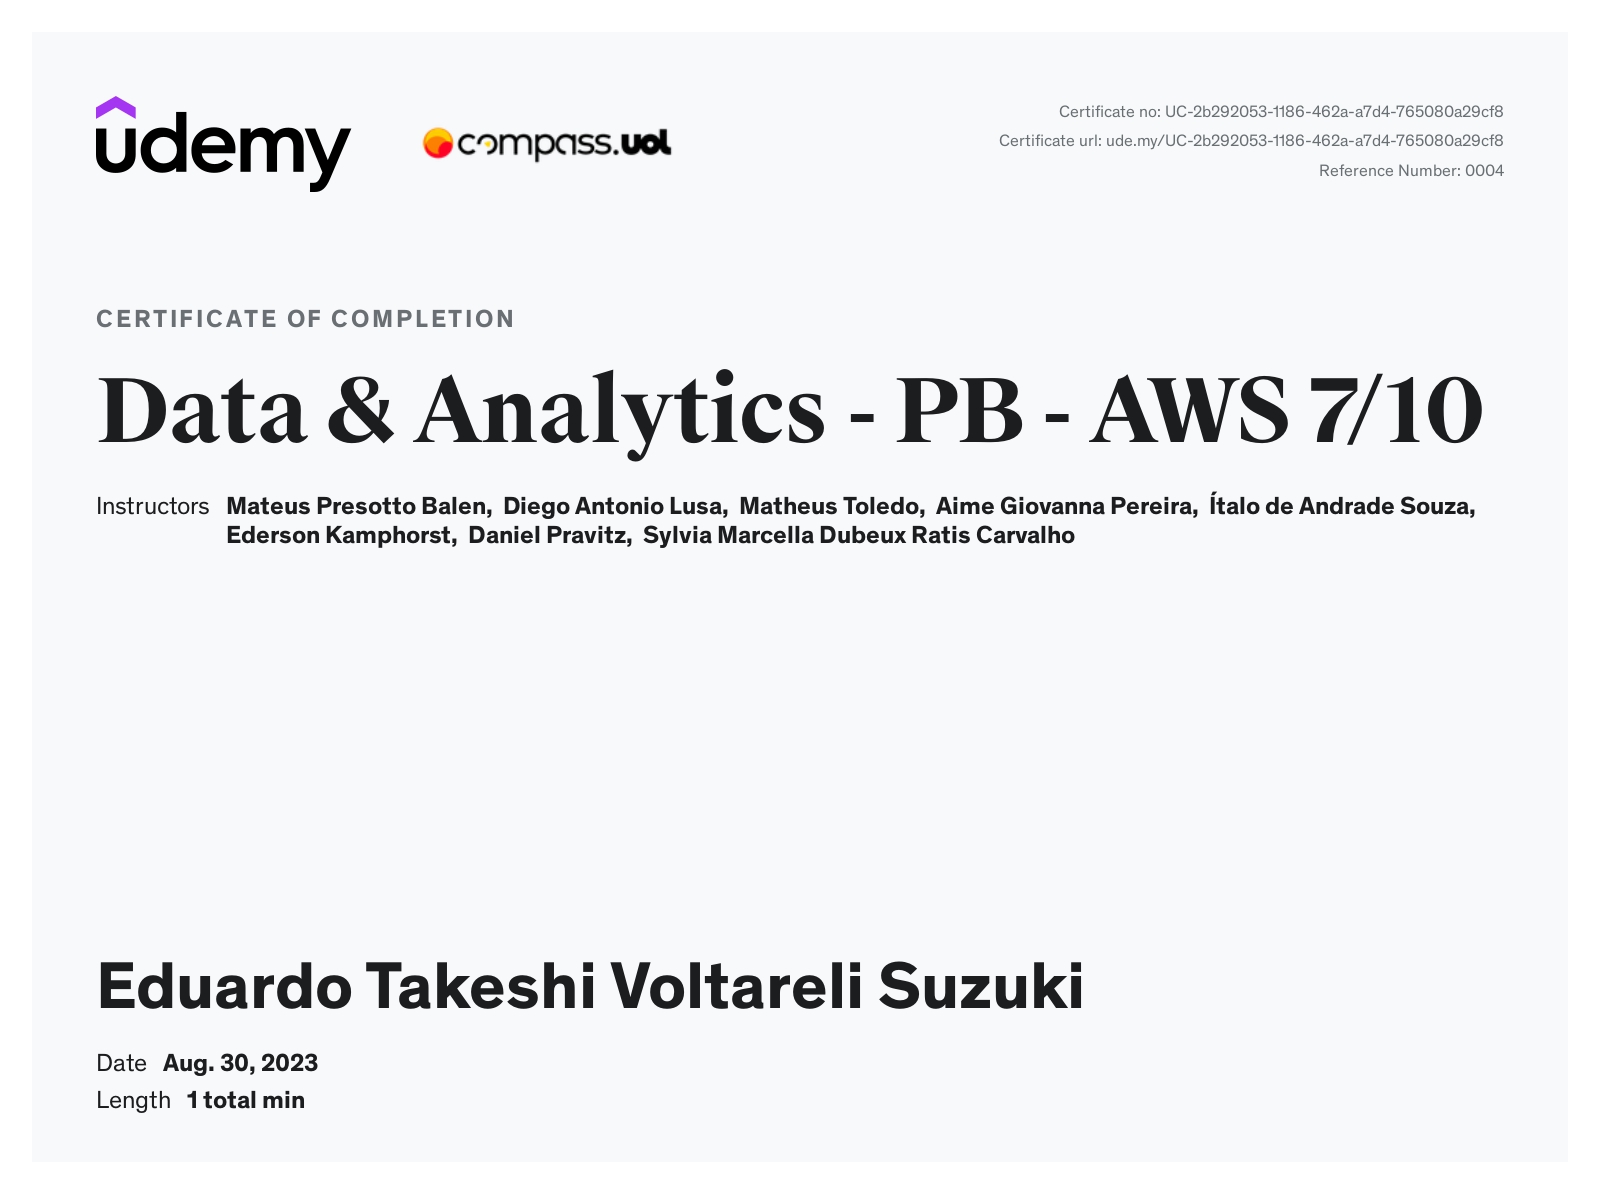 udemy
compass.uol
Certificate no: UC-2b292053-1186-462a-a7d4-765080a29cf8
Certificate url: ude.my/UC-2b292053-1186-462a-a7d4-765080a29cf8
Reference Number: 0004
CERTIFICATE OF COMPLETION
Data & Analytics - PB - AWS 7/10
Instructors Mateus Presotto Balen, Diego Antonio Lusa, Matheus Toledo, Aime Giovanna Pereira, Ítalo de Andrade Souza,
Ederson Kamphorst, Daniel Pravitz, Sylvia Marcella Dubeux Ratis Carvalho
Eduardo Takeshi Voltareli Suzuki
Date Aug. 30, 2023
Length 1 total min